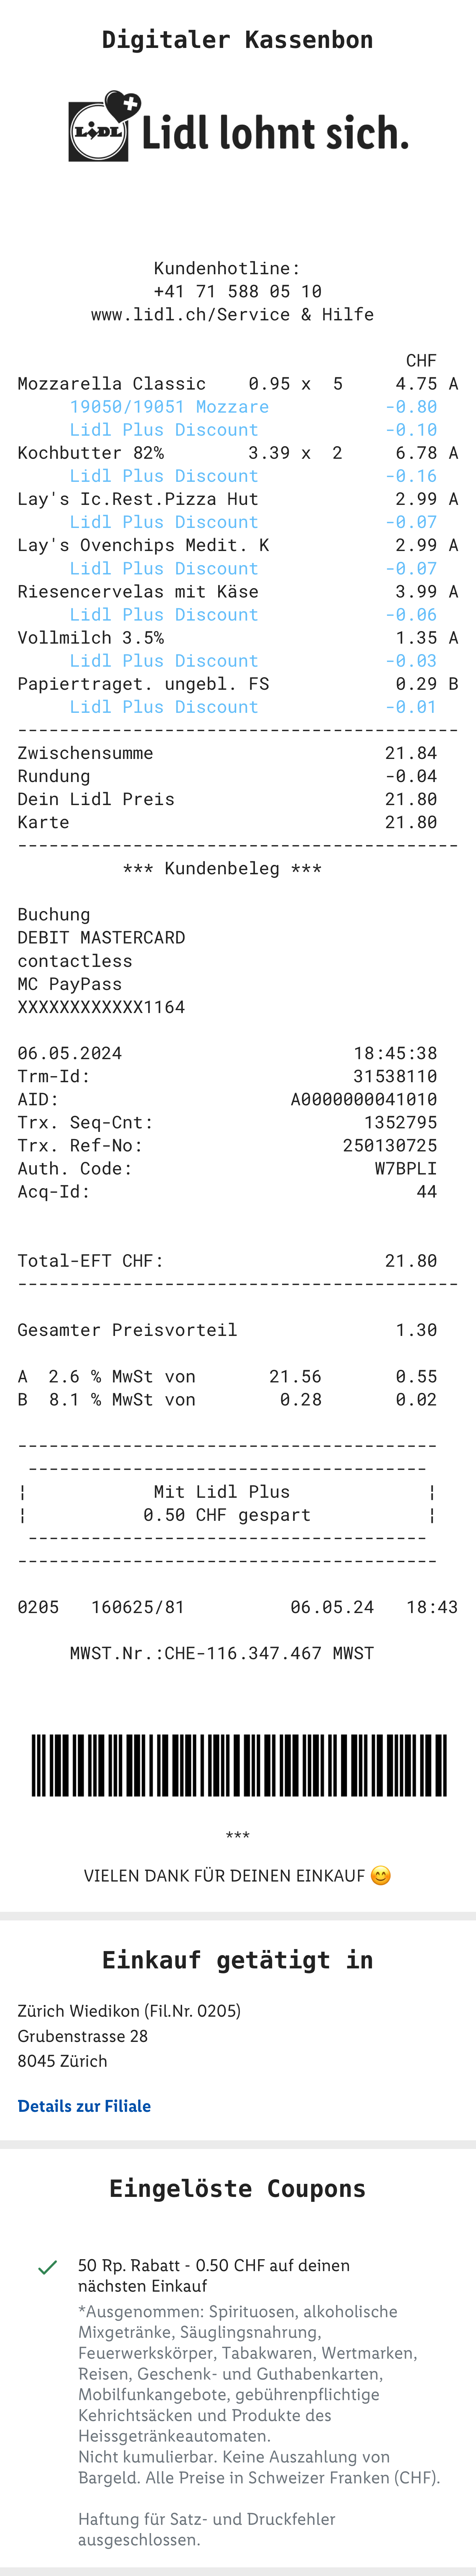 Digitaler Kassenbon
LiDL Lidl lohnt sich.
Kundenhotline:
+41 71 588 05 10
www.lidl.ch/Service & Hilfe
CHF
Mozzarella Classic 0.95 x 5 4.75 A
19050/19051 Mozzare -0.80
Lidl Plus Discount -0.10
Kochbutter 82% 3.39 x 2 6.78 A
Lidl Plus Discount -0.16
Lay's Ic.Rest.Pizza Hut 2.99 A
Lidl Plus Discount -0.07
Lay's Ovenchips Medit. K 2.99 A
Lidl Plus Discount -0.07
Riesencervelas mit Käse 3.99 A
Lidl Plus Discount -0.06
Vollmilch 3.5% 1.35 A
Lidl Plus Discount -0.03
Papiertraget. ungebl. FS 0.29 B
Lidl Plus Discount -0.01
------------------------------------------
Zwischensumme 21.84
Rundung -0.04
Dein Lidl Preis 21.80
Karte 21.80
------------------------------------------
*** Kundenbeleg ***
Buchung
DEBIT MASTERCARD
contactless
MC PayPass
XXXXXXXXXXXX1164
06.05.2024 18:45:38
Trm-Id: 31538110
AID: A0000000041010
Trx. Seq-Cnt: 1352795
Trx. Ref-No: 250130725
Auth. Code: W7BPLI
Acq-Id: 44
Total-EFT CHF: 21.80
------------------------------------------
Gesamter Preisvorteil 1.30
A 2.6 % MwSt von 21.56 0.55
B 8.1 % MwSt von 0.28 0.02
----------------------------------------
--------------------------------------
¦ Mit Lidl Plus ¦
¦ 0.50 CHF gespart ¦
--------------------------------------
----------------------------------------
0205 160625/81 06.05.24 18:43
MWST.Nr.:CHE-116.347.467 MWST
***
VIELEN DANK FÜR DEINEN EINKAUF 😊
Einkauf getätigt in
Zürich Wiedikon (Fil.Nr. 0205)
Grubenstrasse 28
8045 Zürich
Details zur Filiale
Eingelöste Coupons
50 Rp. Rabatt - 0.50 CHF auf deinen
nächsten Einkauf
*Ausgenommen: Spirituosen, alkoholische
Mixgetränke, Säuglingsnahrung,
Feuerwerkskörper, Tabakwaren, Wertmarken,
Reisen, Geschenk- und Guthabenkarten,
Mobilfunkangebote, gebührenpflichtige
Kehrichtsäcken und Produkte des
Heissgetränkeautomaten.
Nicht kumulierbar. Keine Auszahlung von
Bargeld. Alle Preise in Schweizer Franken (CHF).
Haftung für Satz- und Druckfehler
ausgeschlossen.